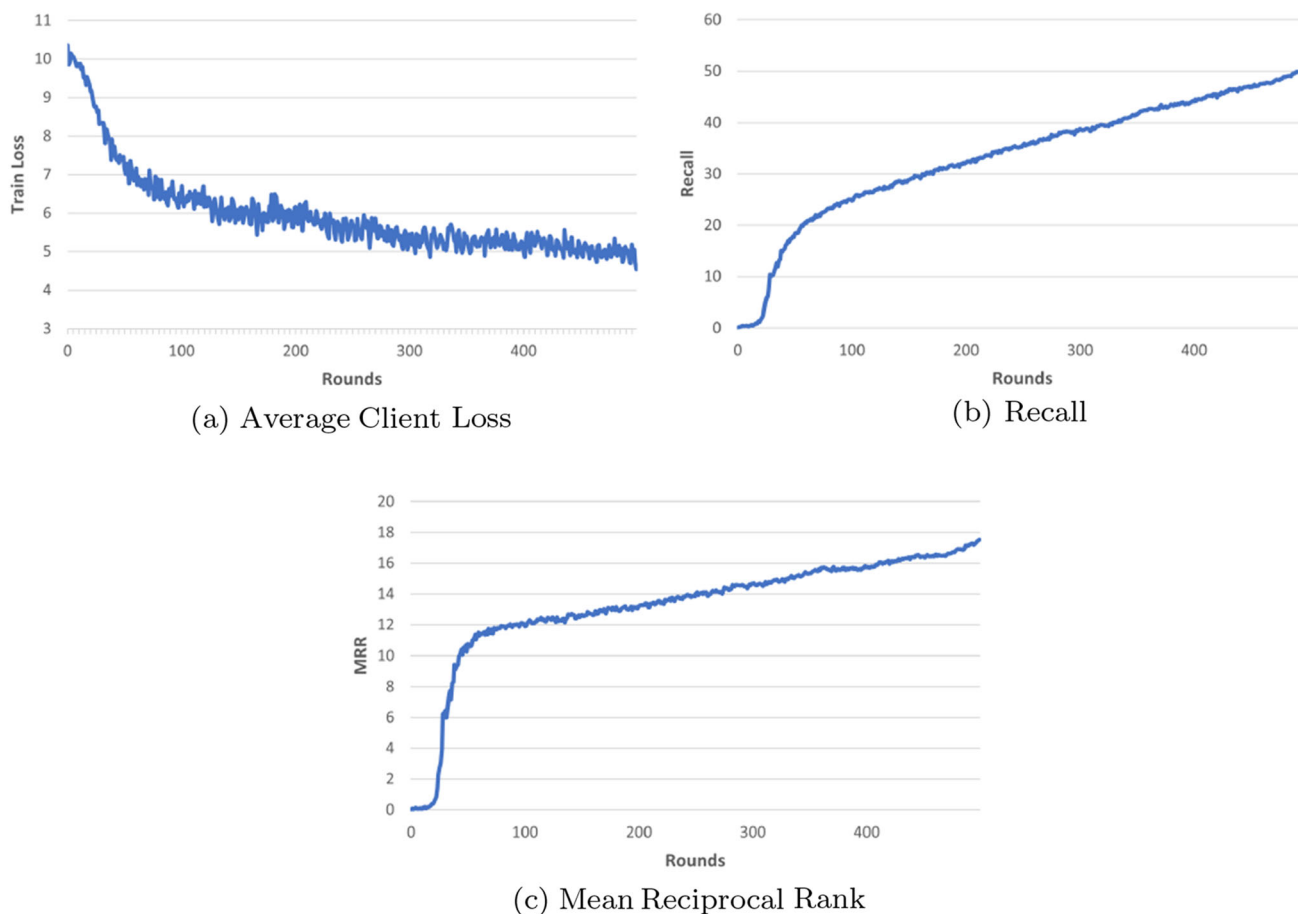 11
10
9
8
7
6
5
4
3
Train Loss
0 100 200 300 400
Rounds
(a) Average Client Loss
60
50
40
30
20
10
0
Recall
0 100 200 300 400
Rounds
(b) Recall
20
18
16
14
12
10
8
6
4
2
0
MRR
0 100 200 300 400
Rounds
(c) Mean Reciprocal Rank